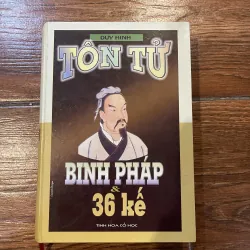 DUY HINH
TÔN TỬ
BINH PHÁP
&
36 kế
TINH HOA CỔ HỌC